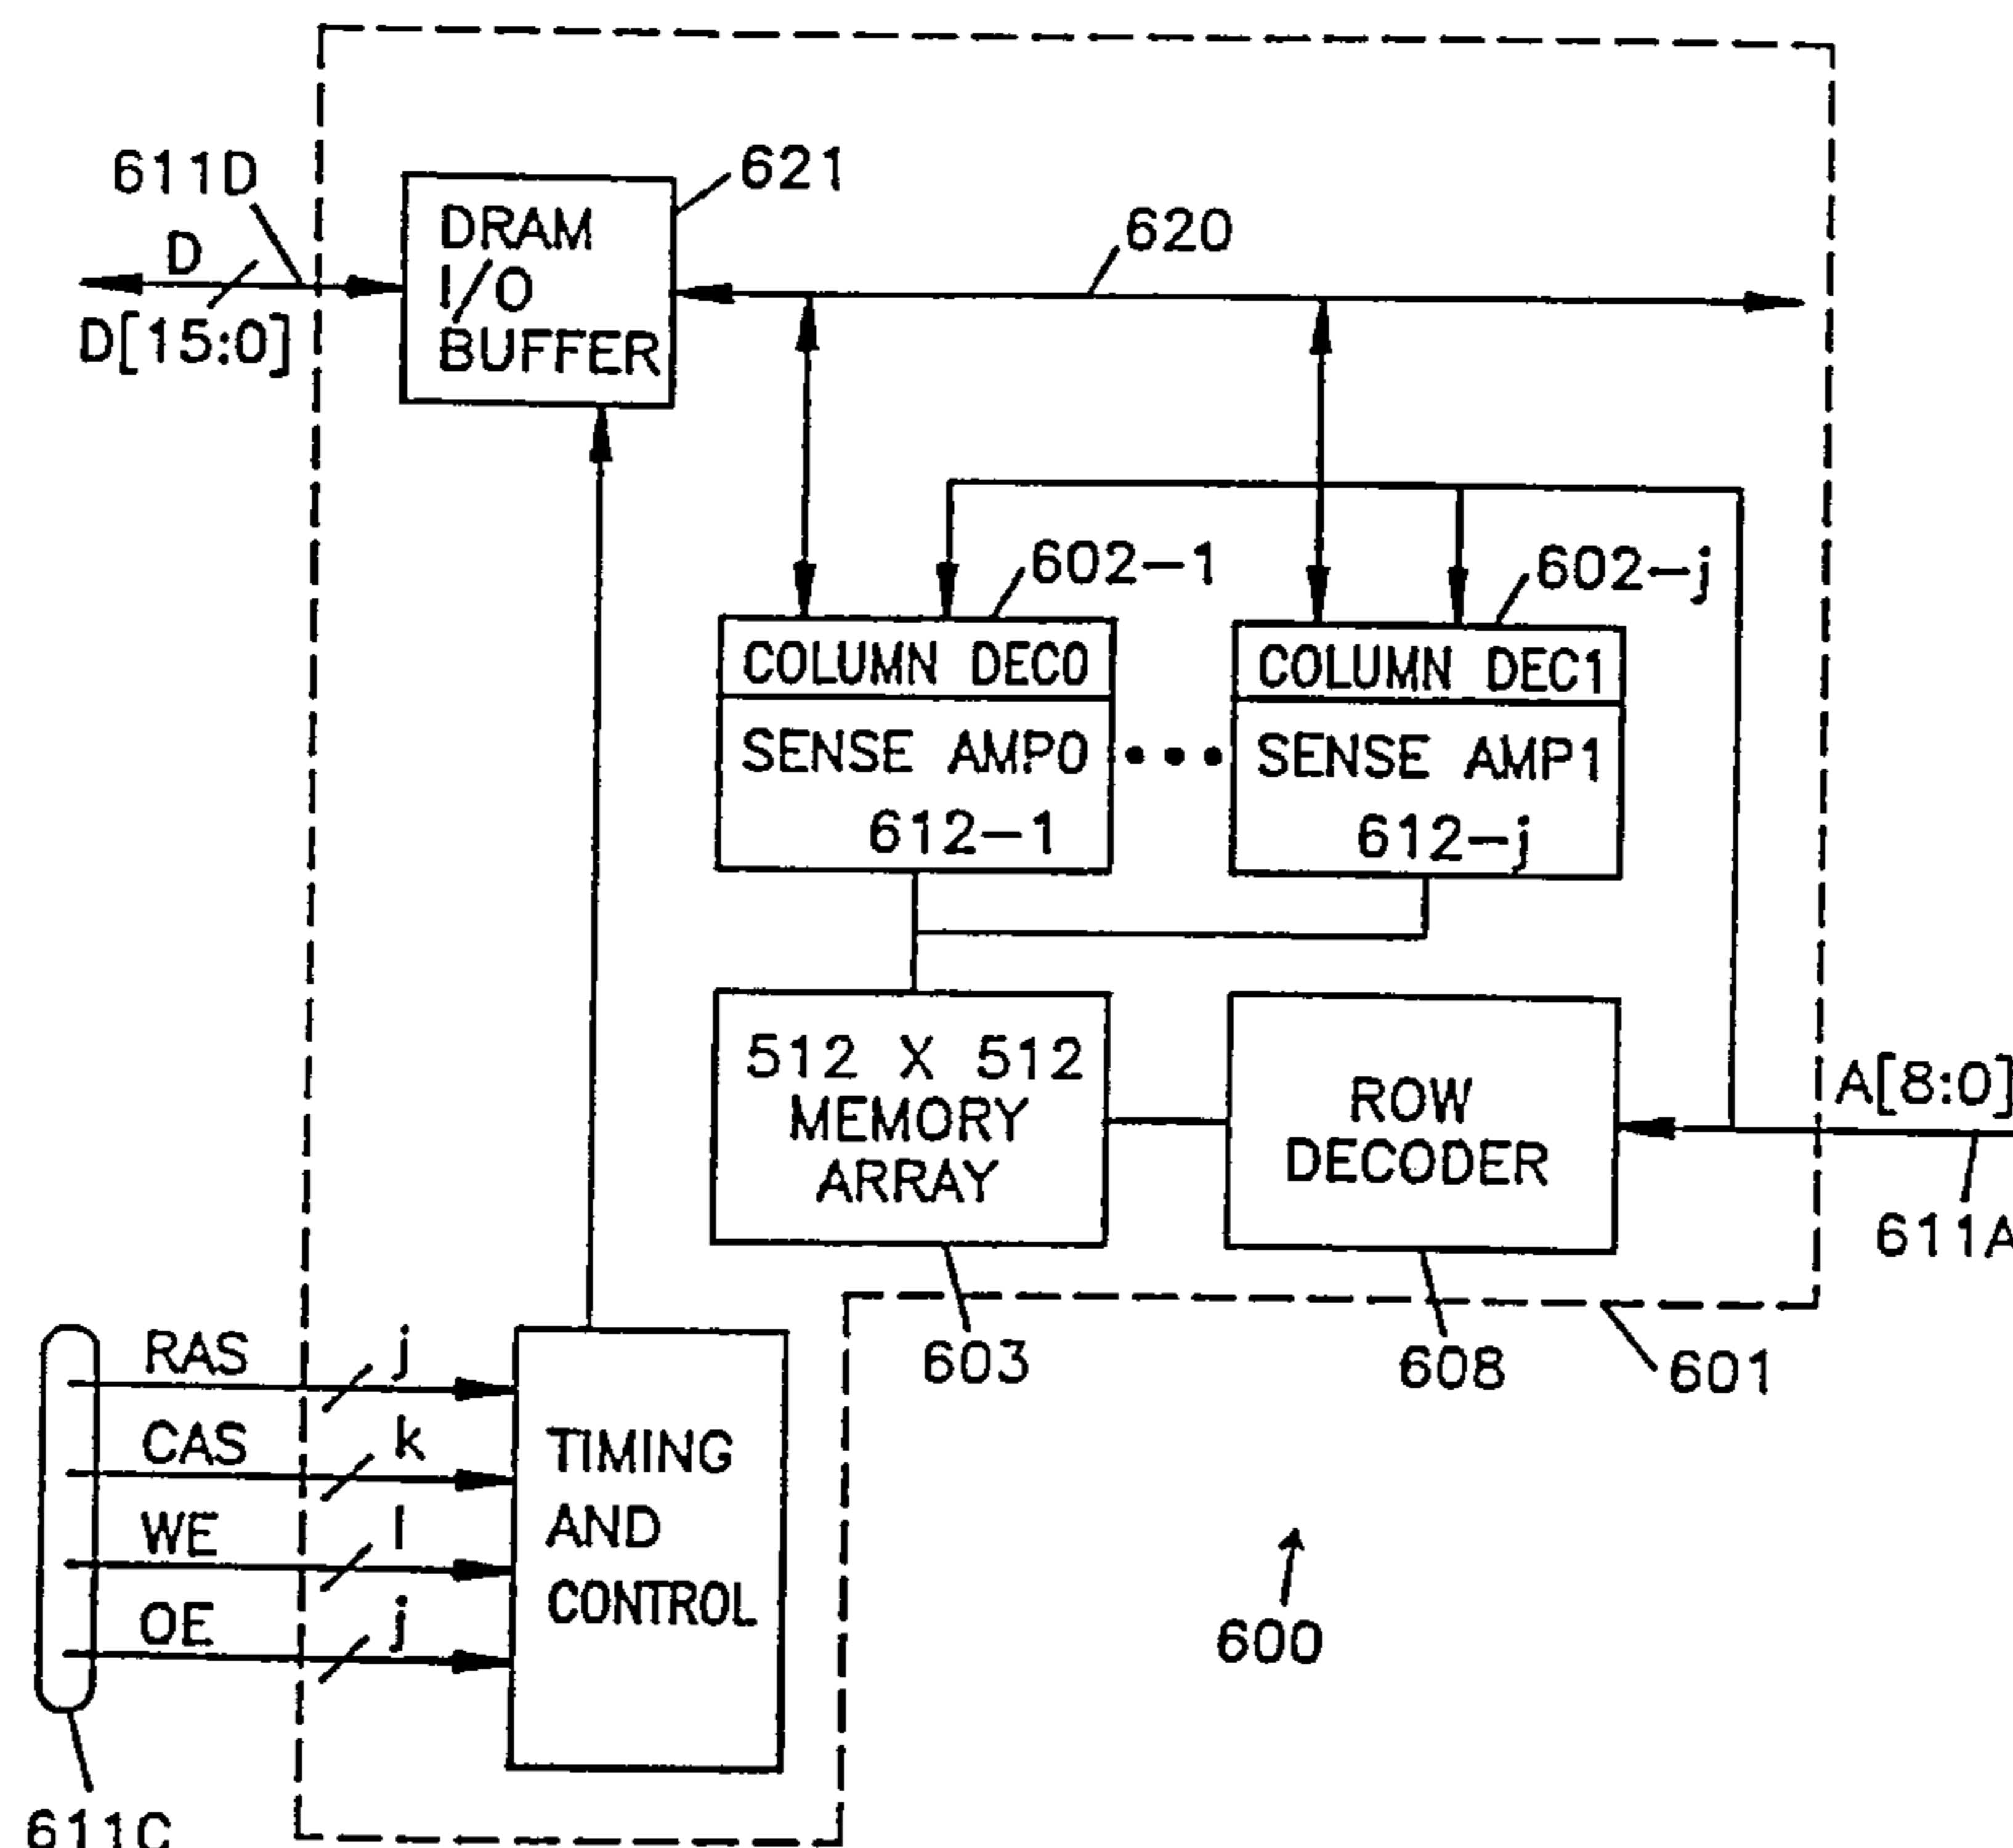 611D
621
D
D[15:0]
DRAM
I/O
BUFFER
620
602-1
602-j
COLUMN DEC0
COLUMN DEC1
SENSE AMP0
SENSE AMP1
612-1
612-j
512 X 512
MEMORY
ARRAY
ROW
DECODER
A[8:0]
611A
603
608
601
RAS
j
CAS
k
WE
l
OE
j
TIMING
AND
CONTROL
600
611C